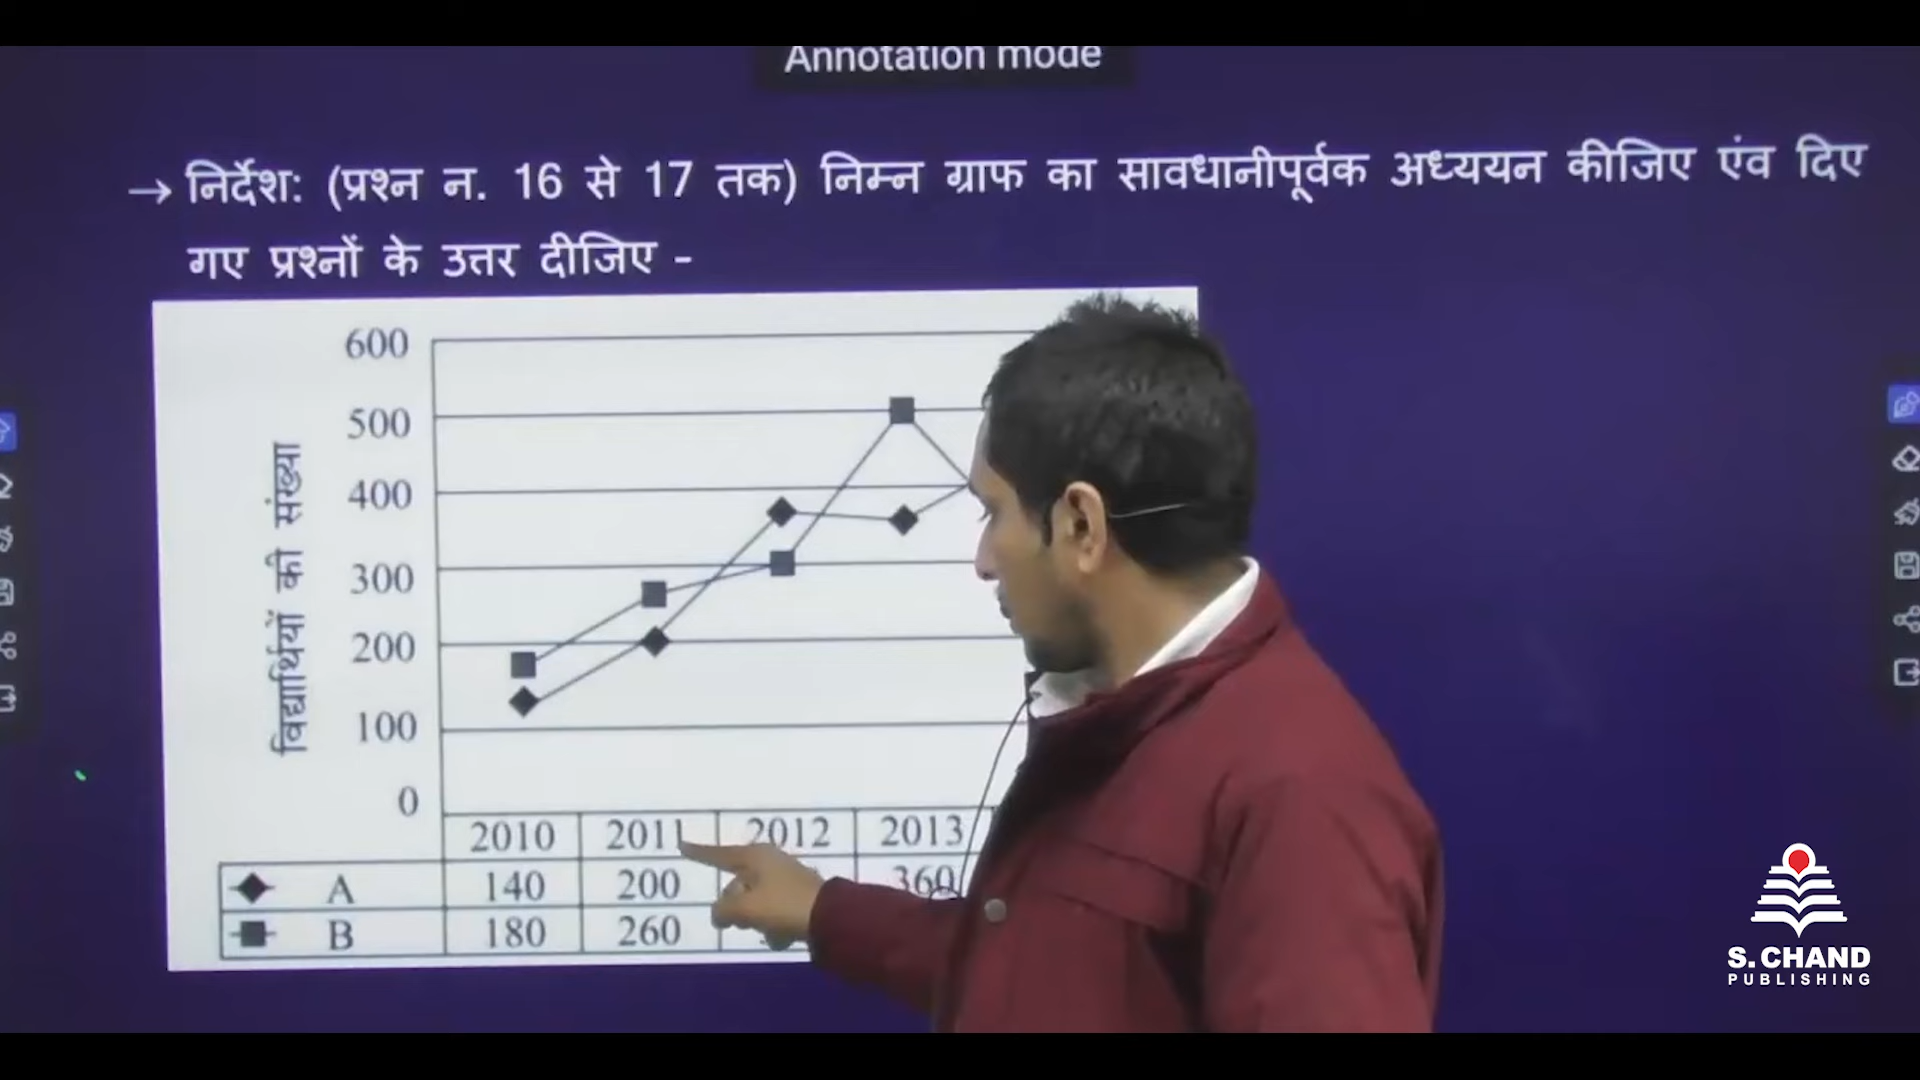 Annotation mode
→ निर्देश: (प्रश्न न. 16 से 17 तक) निम्न ग्राफ का सावधानीपूर्वक अध्ययन कीजिए एंव दिए
गए प्रश्नों के उत्तर दीजिए -
विद्यार्थियों की संख्या
600
500
400
300
200
100
0
2010 2011 2012 2013
A 140 200 360
B 180 260
S. CHAND
PUBLISHING